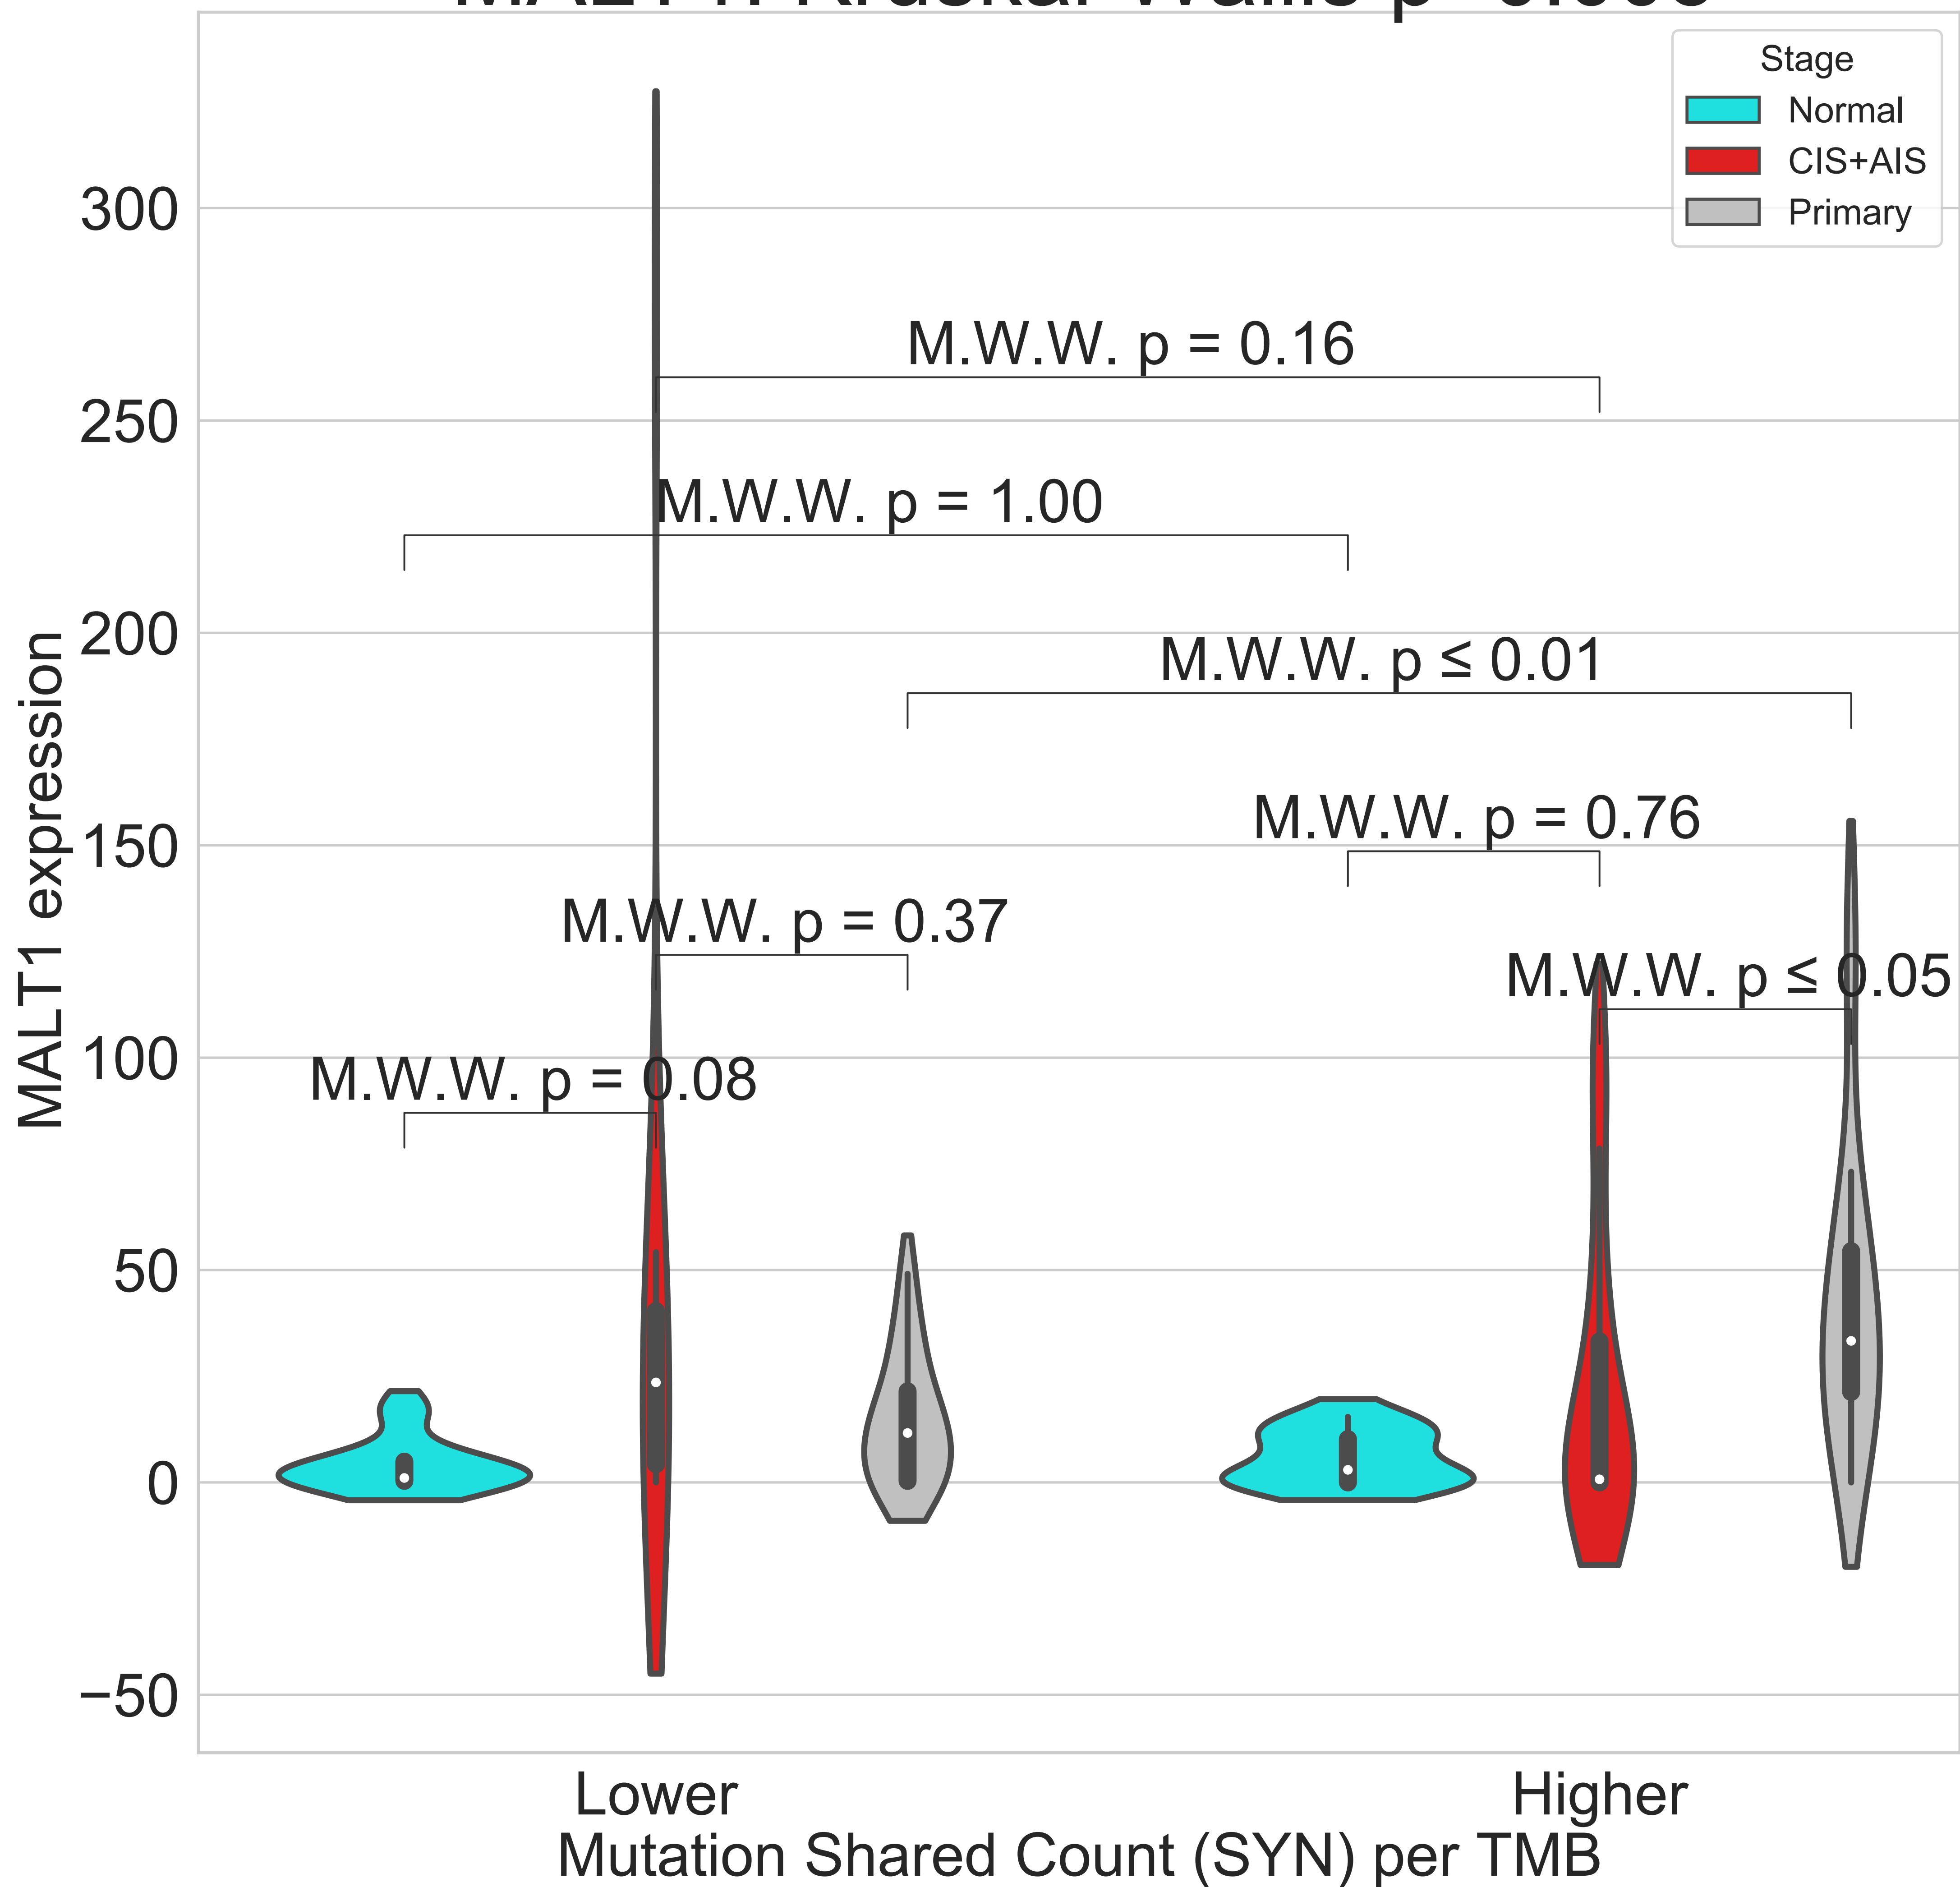 Stage
Normal
CIS+AIS
Primary
300
250
200
150
100
50
0
−50
MALT1 expression
M.W.W. p = 0.16
M.W.W. p = 1.00
M.W.W. p ≤ 0.01
M.W.W. p = 0.76
M.W.W. p = 0.37
M.W.W. p ≤ 0.05
M.W.W. p = 0.08
Lower
Higher
Mutation Shared Count (SYN) per TMB